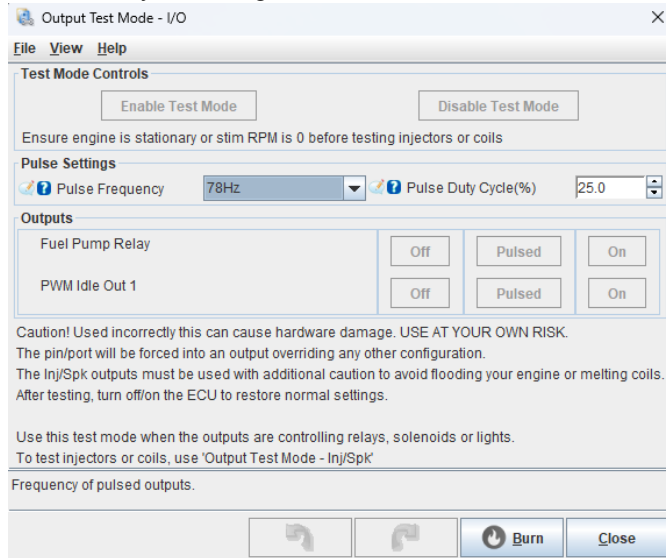 Output Test Mode - I/O
File View Help
Test Mode Controls
Enable Test Mode Disable Test Mode
Ensure engine is stationary or stim RPM is 0 before testing injectors or coils
Pulse Settings
Pulse Frequency 78Hz Pulse Duty Cycle(%) 25.0
Outputs
Fuel Pump Relay Off Pulsed On
PWM Idle Out 1 Off Pulsed On
Caution! Used incorrectly this can cause hardware damage. USE AT YOUR OWN RISK.
The pin/port will be forced into an output overriding any other configuration.
The Inj/Spk outputs must be used with additional caution to avoid flooding your engine or melting coils.
After testing, turn off/on the ECU to restore normal settings.
Use this test mode when the outputs are controlling relays, solenoids or lights.
To test injectors or coils, use 'Output Test Mode - Inj/Spk'
Frequency of pulsed outputs.
Burn Close